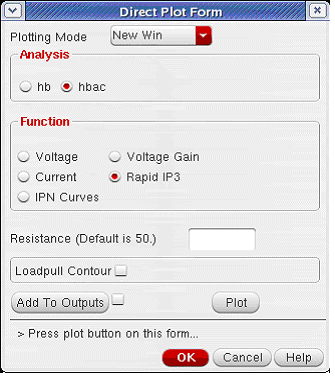 Direct Plot Form
Plotting Mode New Win
Analysis
hb hbac
Function
Voltage Voltage Gain
Current Rapid IP3
IPN Curves
Resistance (Default is 50.)
Loadpull Contour
Add To Outputs Plot
> Press plot button on this form...
OK Cancel Help